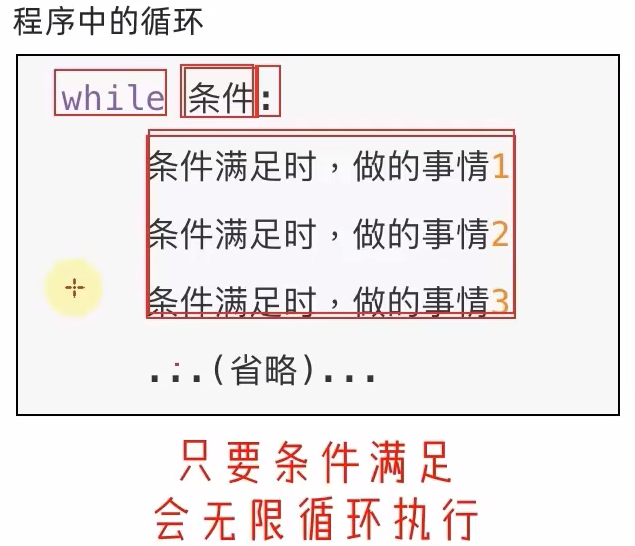 程序中的循环
while 条件:
条件满足时，做的事情1
条件满足时，做的事情2
条件满足时，做的事情3
...(省略)...
只要条件满足
会无限循环执行